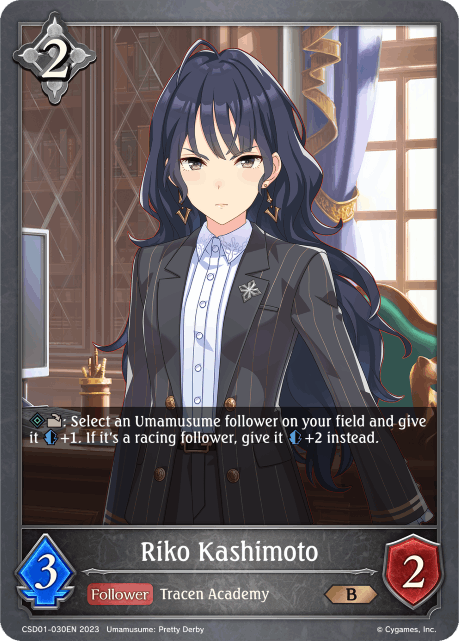 2
: Select an Umamusume follower on your field and give
it +1. If it's a racing follower, give it +2 instead.
Riko Kashimoto
3
Follower Tracen Academy
B
2
CSD01-030EN 2023 Umamusume: Pretty Derby © Cygames, Inc.